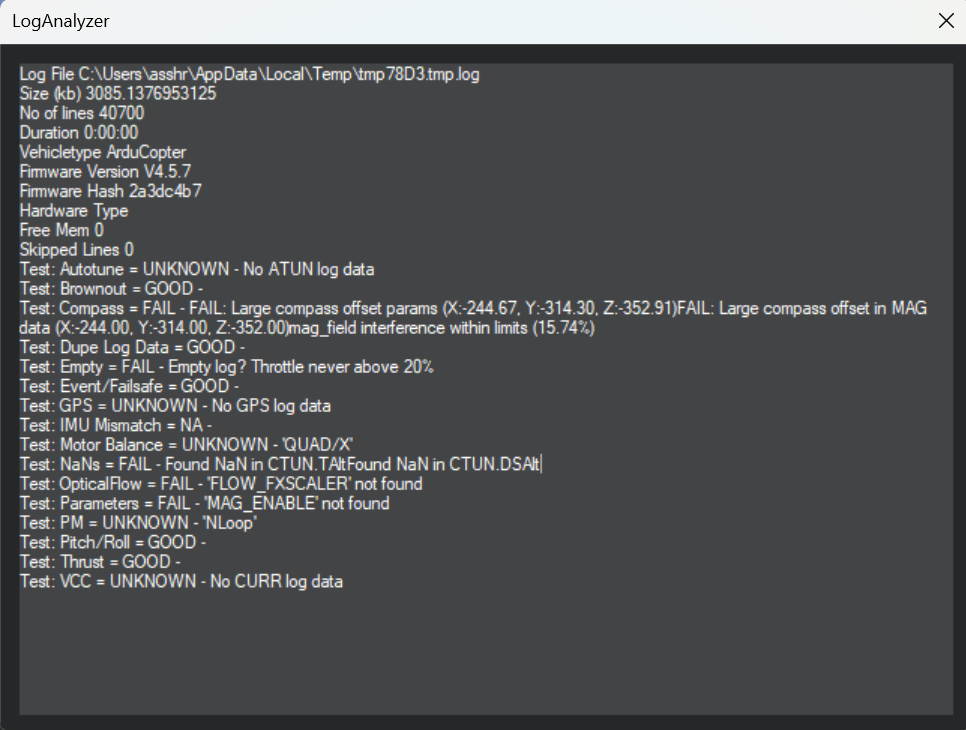 LogAnalyzer
Log File C:\Users\asshr\AppData\Local\Temp\tmp78D3.tmp.log
Size (kb) 3085.1376953125
No of lines 40700
Duration 0:00:00
Vehicletype ArduCopter
Firmware Version V4.5.7
Firmware Hash 2a3dc4b7
Hardware Type
Free Mem 0
Skipped Lines 0
Test: Autotune = UNKNOWN - No ATUN log data
Test: Brownout = GOOD -
Test: Compass = FAIL - FAIL: Large compass offset params (X:-244.67, Y:-314.30, Z:-352.91)FAIL: Large compass offset in MAG
data (X:-244.00, Y:-314.00, Z:-352.00)mag_field interference within limits (15.74%)
Test: Dupe Log Data = GOOD -
Test: Empty = FAIL - Empty log? Throttle never above 20%
Test: Event/Failsafe = GOOD -
Test: GPS = UNKNOWN - No GPS log data
Test: IMU Mismatch = NA -
Test: Motor Balance = UNKNOWN - 'QUAD/X'
Test: NaNs = FAIL - Found NaN in CTUN.TAltFound NaN in CTUN.DSAlt
Test: OpticalFlow = FAIL - 'FLOW_FXSCALER' not found
Test: Parameters = FAIL - 'MAG_ENABLE' not found
Test: PM = UNKNOWN - 'NLoop'
Test: Pitch/Roll = GOOD -
Test: Thrust = GOOD -
Test: VCC = UNKNOWN - No CURR log data